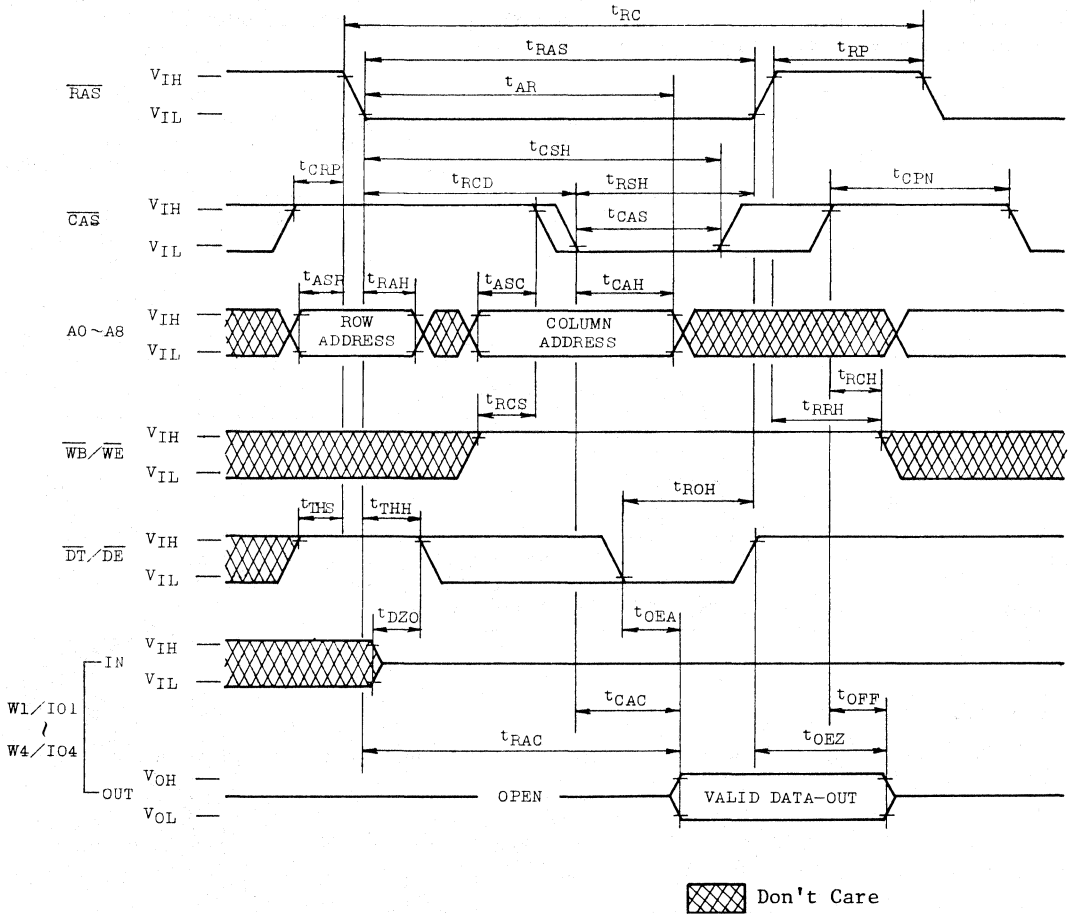 tRC
tRAS
tRP
tAR
RAS
VIH
VIL
tCSH
tCRP
tRCD
tRSH
tCPN
tCAS
CAS
VIH
VIL
tASR
tRAH
tASC
tCAH
A0~A8
VIH
VIL
ROW
ADDRESS
COLUMN
ADDRESS
tRCS
tRCH
tRRH
WB/WE
VIH
VIL
tROH
tTHS
tTHH
DT/DE
VIH
VIL
tDZO
tOEA
W1/IO1
~
W4/IO4
IN
VIH
VIL
tCAC
tOFF
tRAC
tOEZ
OUT
VOH
VOL
OPEN
VALID DATA-OUT
Don't Care